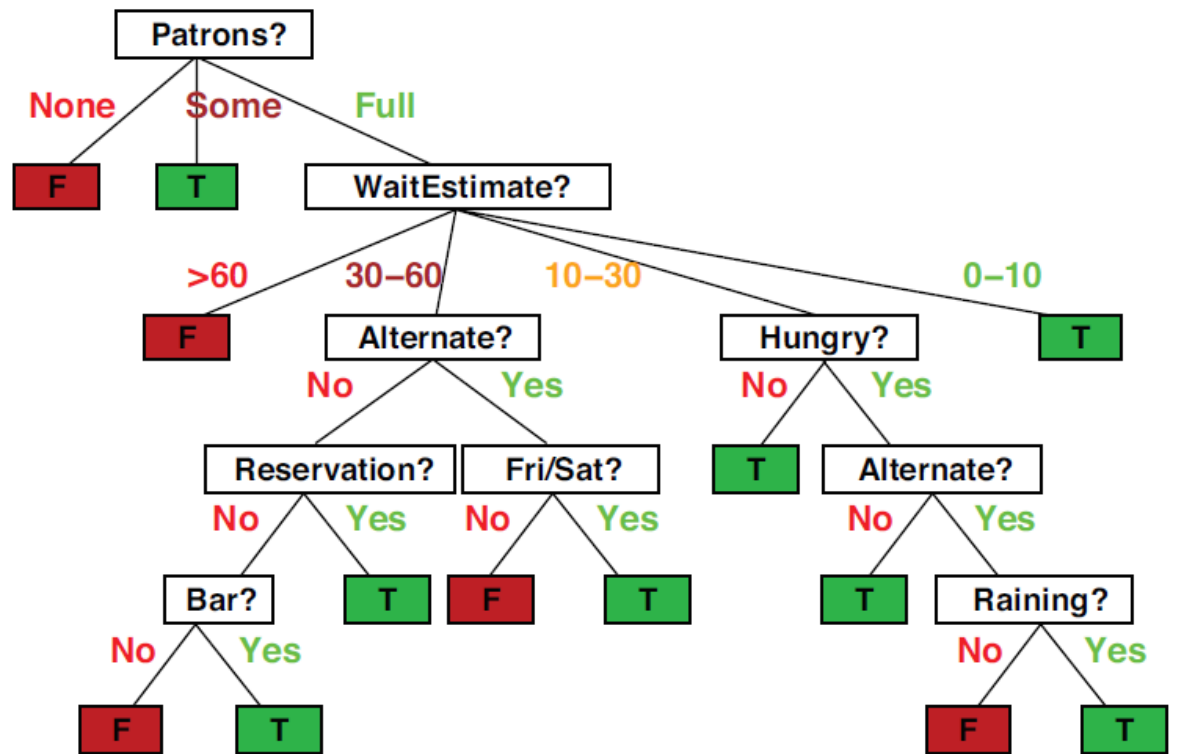 Patrons?
None Some Full
F T WaitEstimate?
>60 30–60 10–30 0–10
F Alternate? Hungry? T
No Yes No Yes
Reservation? Fri/Sat? T Alternate?
No Yes No Yes No Yes
Bar? T F T T Raining?
No Yes No Yes
F T F T